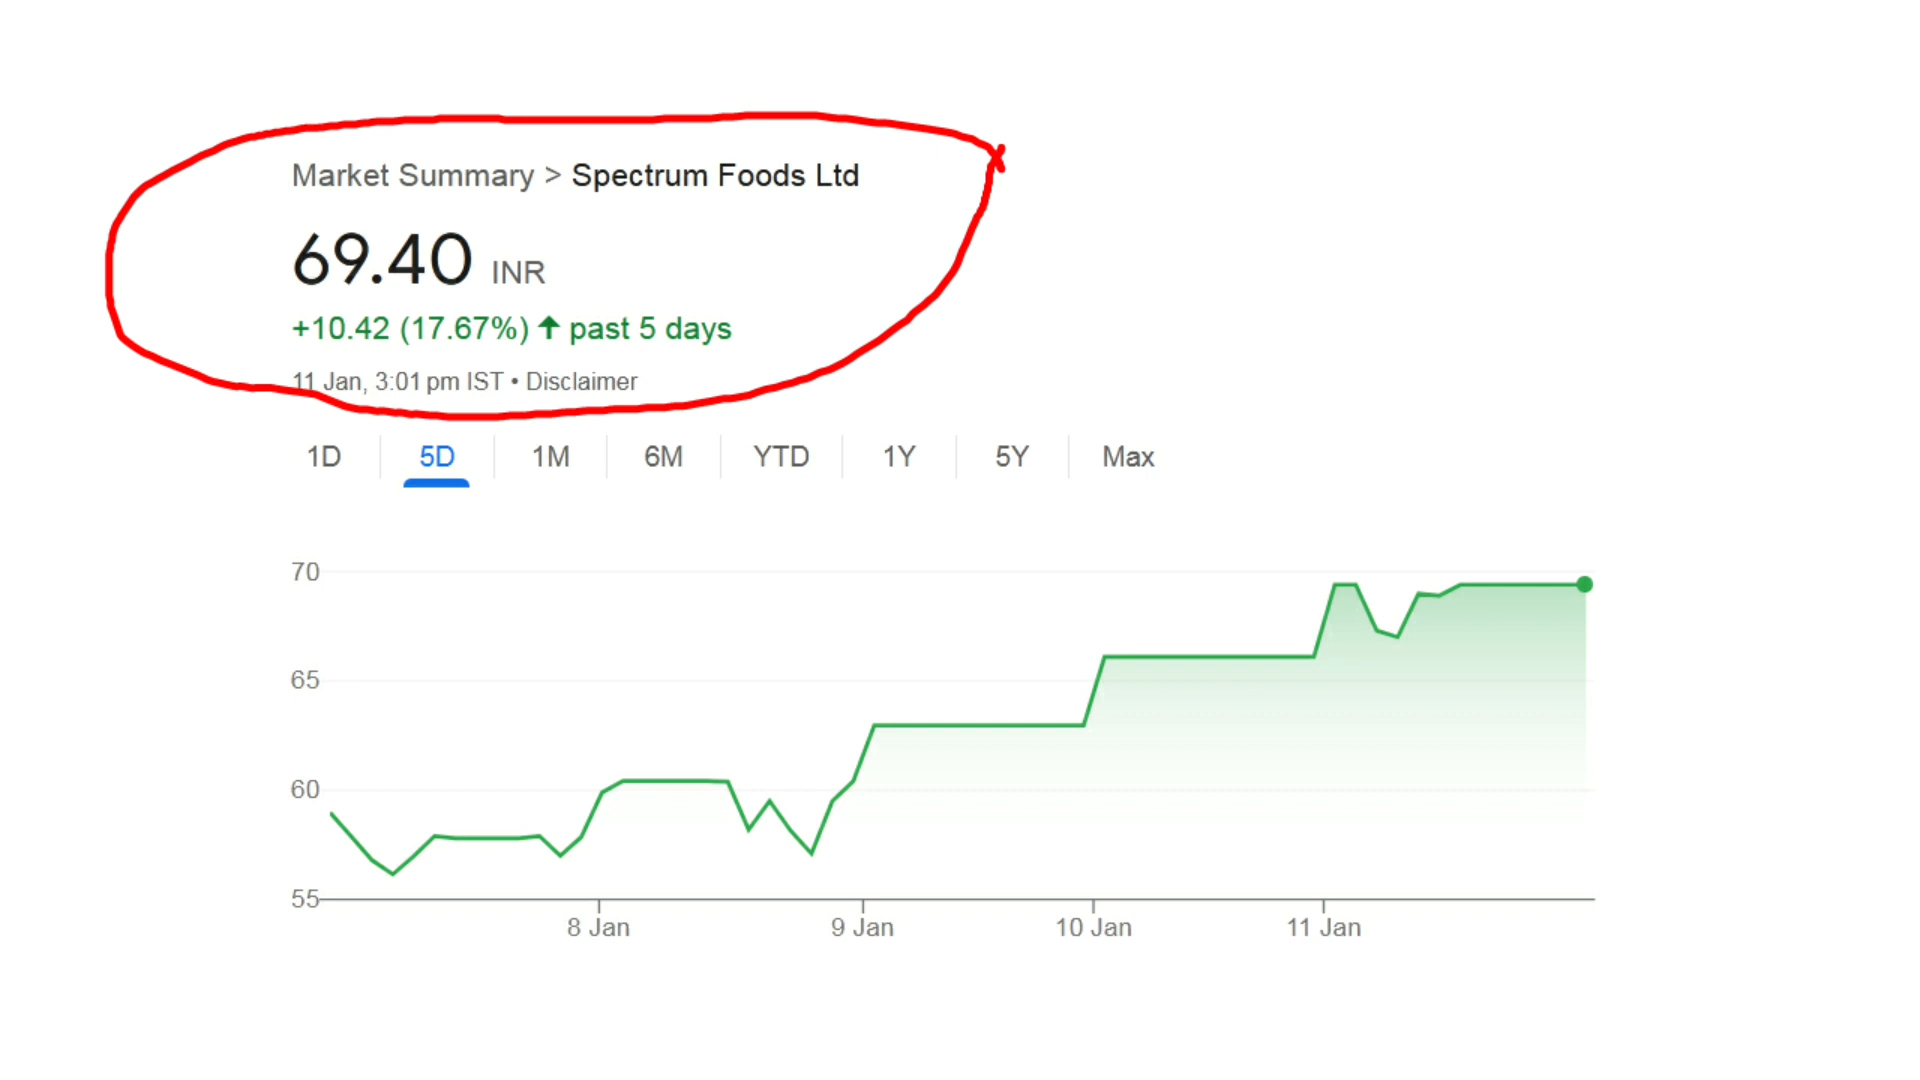 Market Summary > Spectrum Foods Ltd
69.40 INR
+10.42 (17.67%) ↑ past 5 days
11 Jan, 3:01 pm IST • Disclaimer
1D 5D 1M 6M YTD 1Y 5Y Max
70
65
60
55
8 Jan 9 Jan 10 Jan 11 Jan